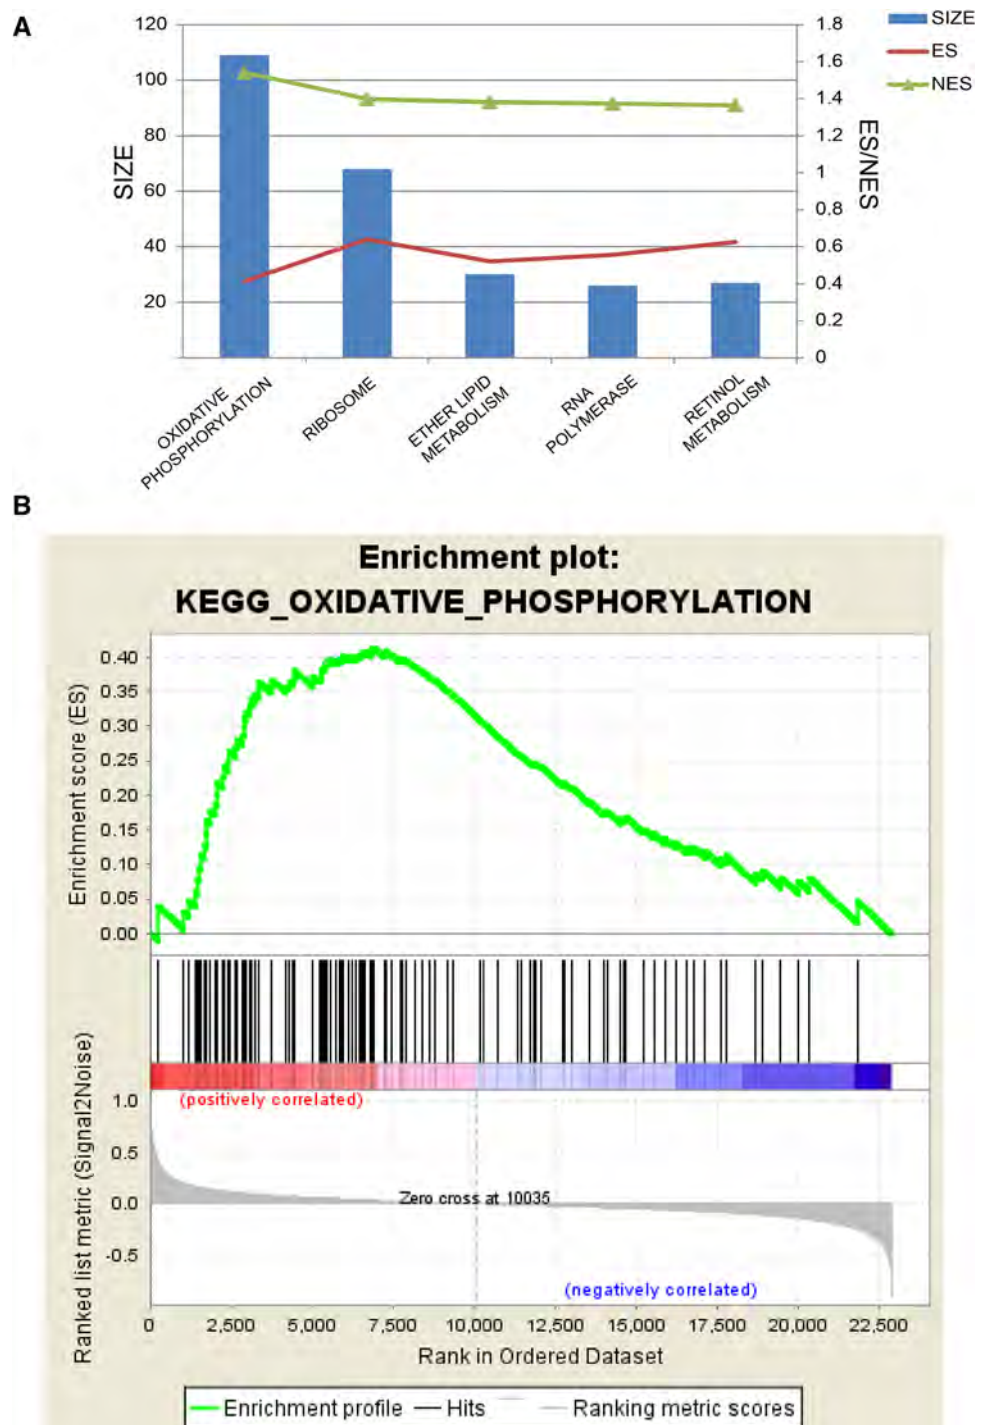 A
120
100
80
60
40
20
SIZE
1.8
1.6
1.4
1.2
1
0.8
0.6
0.4
0.2
0
ES/NES
SIZE
ES
NES
OXIDATIVE
PHOSPHORYLATION
RIBOSOME
ETHER LIPID
METABOLISM
RNA
POLYMERASE
RETINOL
METABOLISM
B
Enrichment plot:
KEGG_OXIDATIVE_PHOSPHORYLATION
Enrichment score (ES)
0.40
0.35
0.30
0.25
0.20
0.15
0.10
0.05
0.00
Ranked list metric (Signal2Noise)
1.0
0.5
0.0
-0.5
(positively correlated)
Zero cross at 10035
(negatively correlated)
0 2,500 5,000 7,500 10,000 12,500 15,000 17,500 20,000 22,500
Rank in Ordered Dataset
Enrichment profile Hits Ranking metric scores